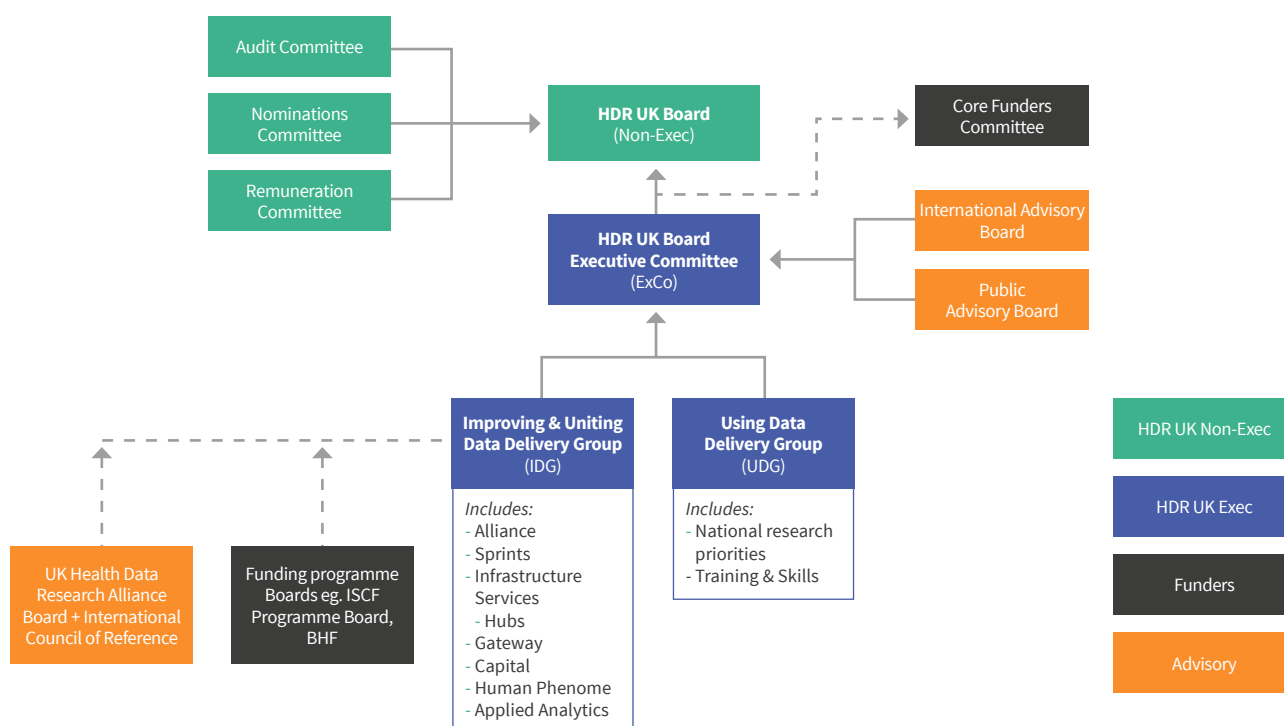 Audit Committee
Nominations
Committee
Remuneration
Committee
HDR UK Board
(Non-Exec)
Core Funders
Committee
HDR UK Board
Executive Committee
(ExCo)
International Advisory
Board
Public
Advisory Board
Improving & Uniting
Data Delivery Group
(IDG)
Includes:
- Alliance
- Sprints
- Infrastructure
Services
- Hubs
- Gateway
- Capital
- Human Phenome
- Applied Analytics
Using Data
Delivery Group
(UDG)
Includes:
- National research
priorities
- Training & Skills
UK Health Data
Research Alliance
Board + International
Council of Reference
Funding programme
Boards eg. ISCF
Programme Board,
BHF
HDR UK Non-Exec
HDR UK Exec
Funders
Advisory